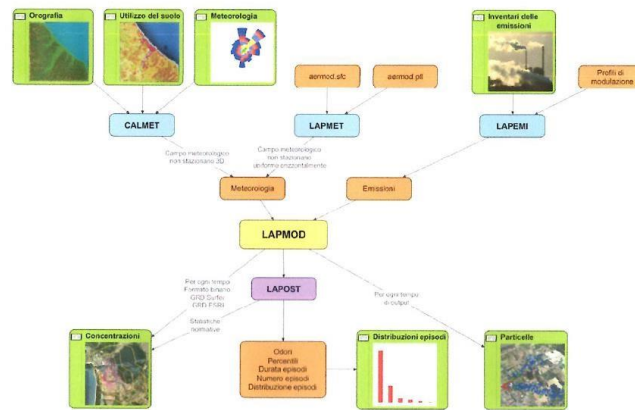 Orografia
Utilizzo del suolo
Meteorologia
Inventari delle
emissioni
aermod.sfc
aermod.pfl
Profili di
modulazione
CALMET
LAPMET
LAPEMI
Campo meteorologico
non stazionario 3D
Campo meteorologico
non stazionario
uniforme orizzontalmente
Meteorologia
Emissioni
LAPMOD
Per ogni tempo
Formato binario
GRD Surfer
GRD ESRI
LAPOST
Per ogni tempo
di output
Statistiche
normative
Concentrazioni
Odori
Percentili
Durata episodi
Numero episodi
Distribuzione episodi
Distribuzioni episodi
Particelle